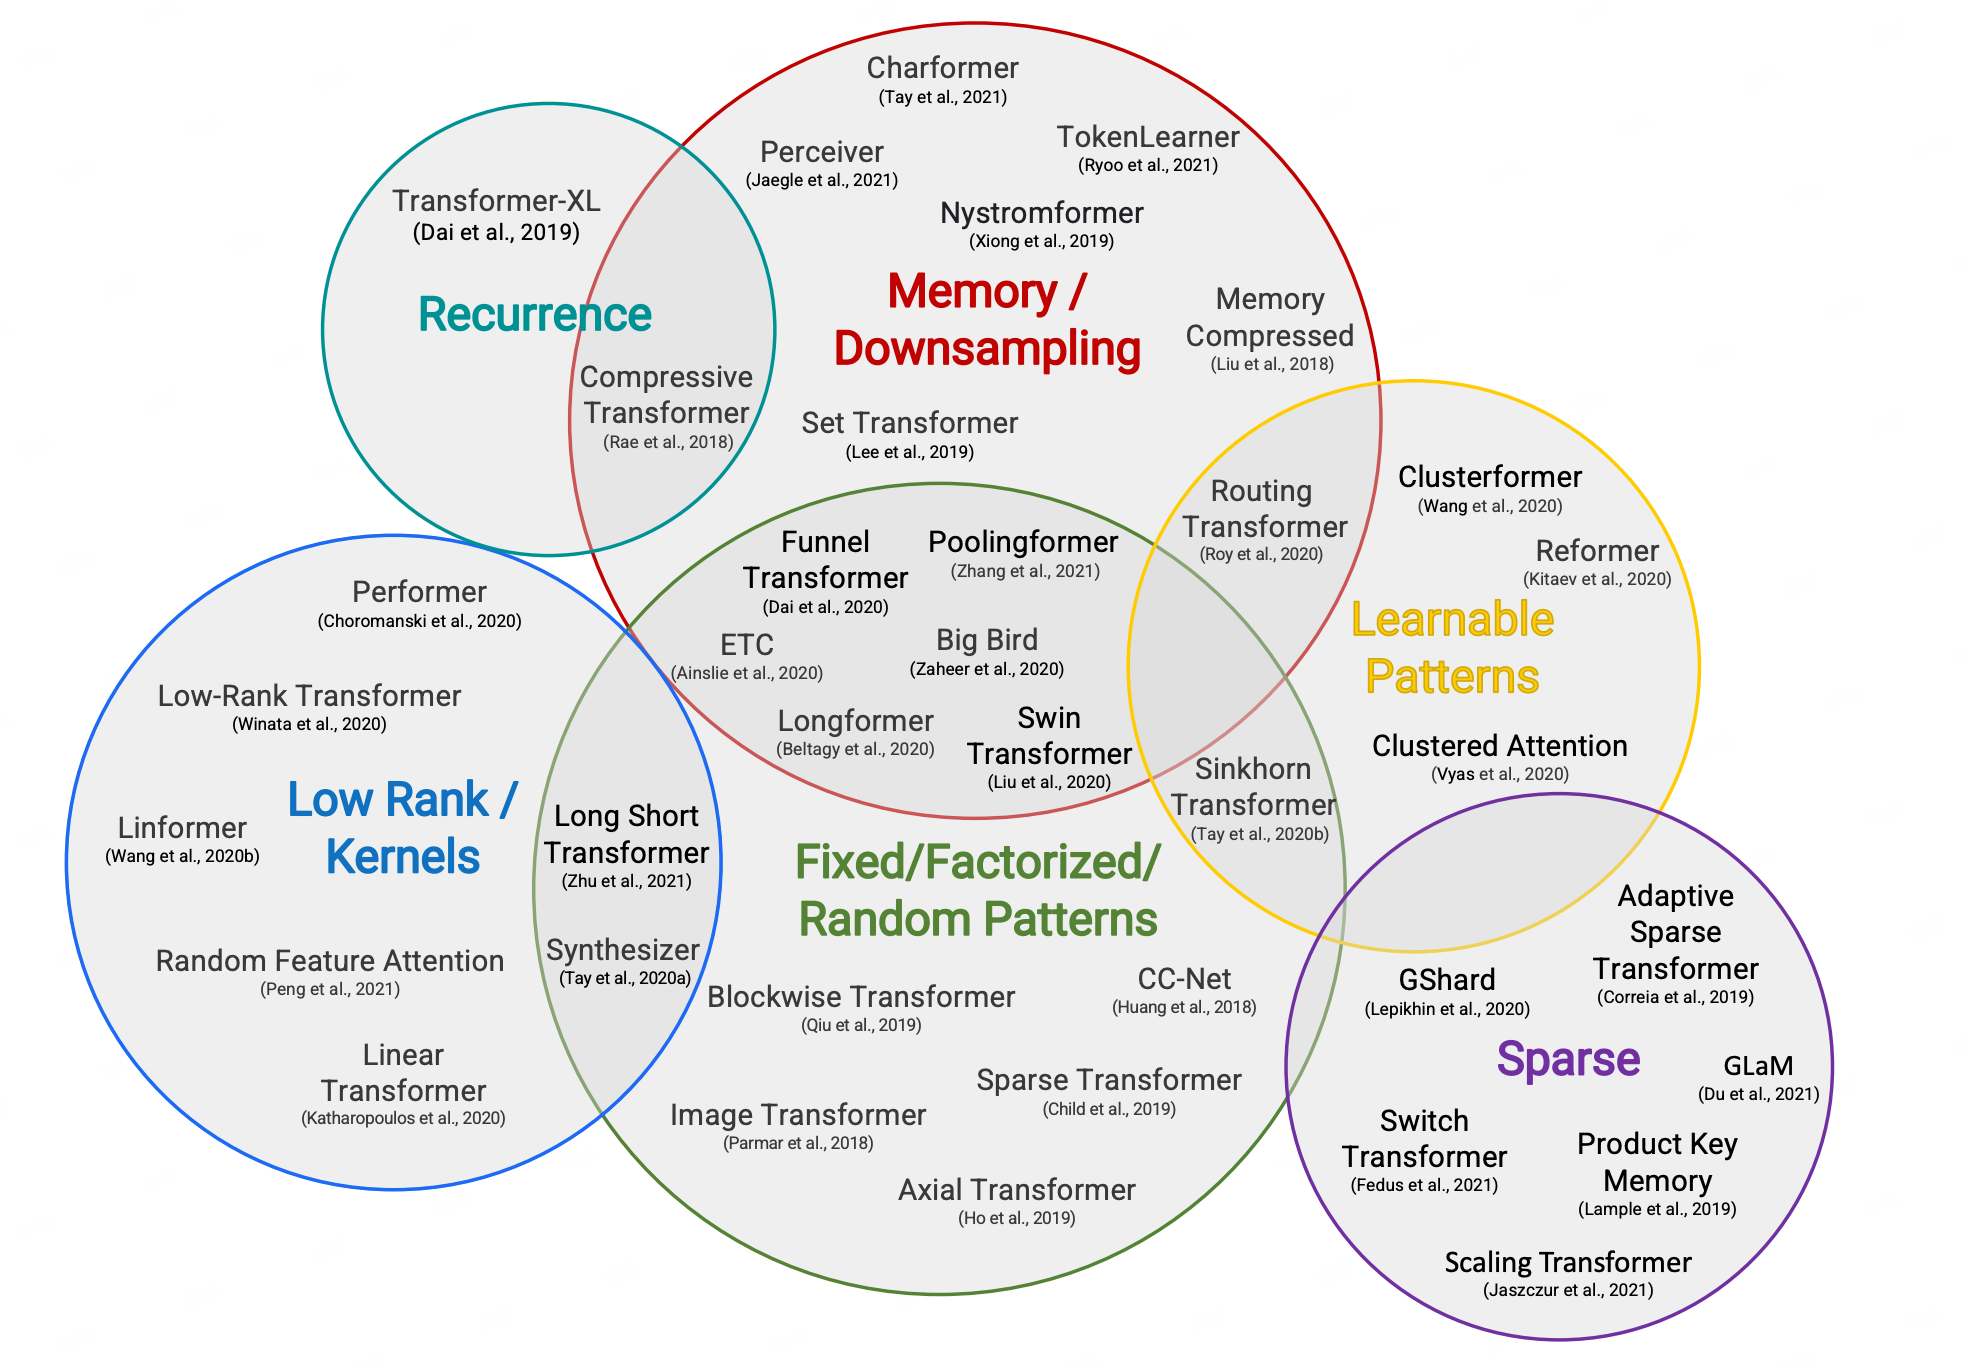 Charformer
(Tay et al., 2021)
TokenLearner
(Ryoo et al., 2021)
Perceiver
(Jaegle et al., 2021)
Nystromformer
(Xiong et al., 2019)
Memory /
Downsampling
Memory
Compressed
(Liu et al., 2018)
Set Transformer
(Lee et al., 2019)
Transformer-XL
(Dai et al., 2019)
Recurrence
Compressive
Transformer
(Rae et al., 2018)
Funnel
Transformer
(Dai et al., 2020)
Poolingformer
(Zhang et al., 2021)
ETC
(Ainslie et al., 2020)
Big Bird
(Zaheer et al., 2020)
Longformer
(Beltagy et al., 2020)
Swin
Transformer
(Liu et al., 2020)
Routing
Transformer
(Roy et al., 2020)
Clusterformer
(Wang et al., 2020)
Reformer
(Kitaev et al., 2020)
Learnable
Patterns
Clustered Attention
(Vyas et al., 2020)
Sinkhorn
Transformer
(Tay et al., 2020b)
Performer
(Choromanski et al., 2020)
Low-Rank Transformer
(Winata et al., 2020)
Low Rank /
Kernels
Linformer
(Wang et al., 2020b)
Random Feature Attention
(Peng et al., 2021)
Linear
Transformer
(Katharopoulos et al., 2020)
Long Short
Transformer
(Zhu et al., 2021)
Synthesizer
(Tay et al., 2020a)
Fixed/Factorized/
Random Patterns
Blockwise Transformer
(Qiu et al., 2019)
CC-Net
(Huang et al., 2018)
Sparse Transformer
(Child et al., 2019)
Image Transformer
(Parmar et al., 2018)
Axial Transformer
(Ho et al., 2019)
Adaptive
Sparse
Transformer
(Correia et al., 2019)
GShard
(Lepikhin et al., 2020)
Sparse
GLaM
(Du et al., 2021)
Switch
Transformer
(Fedus et al., 2021)
Product Key
Memory
(Lample et al., 2019)
Scaling Transformer
(Jaszczur et al., 2021)